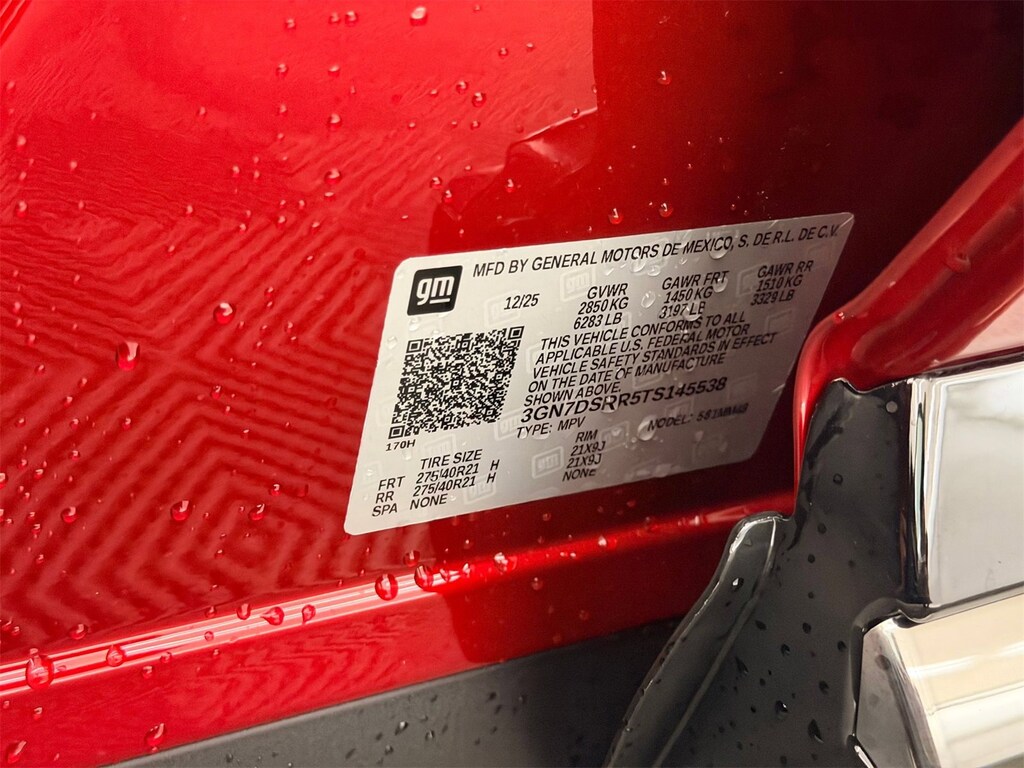 gm
MFD BY GENERAL MOTORS DE MEXICO, S. DE R.L. DE C.V.
12/25
GVWR GAWR FRT GAWR RR
2850 KG 1450 KG 1510 KG
6283 LB 3197 LB 3329 LB
THIS VEHICLE CONFORMS TO ALL
APPLICABLE U.S. FEDERAL MOTOR
VEHICLE SAFETY STANDARDS IN EFFECT
ON THE DATE OF MANUFACTURE
SHOWN ABOVE.
3GN7DSRR5TS145538
TYPE: MPV MODEL:
170H
TIRE SIZE RIM
FRT 275/40R21 H 21X9J
RR 275/40R21 H 21X9J
SPA NONE NONE